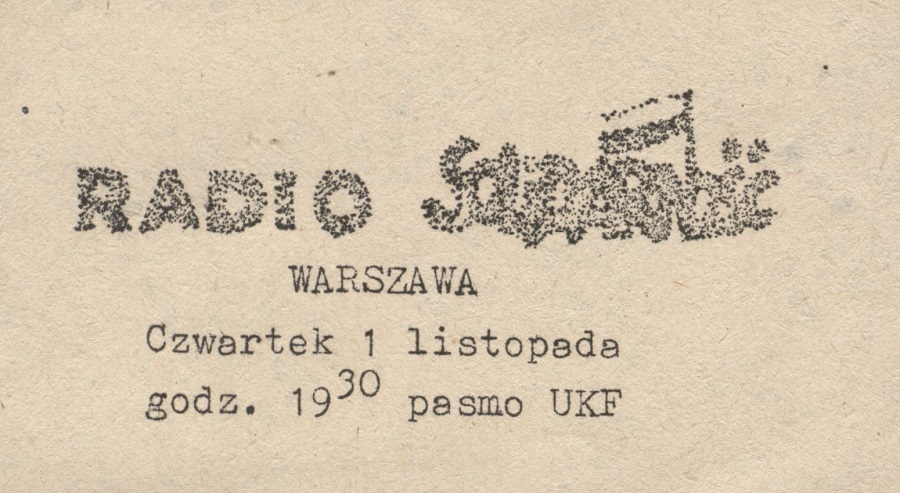 RADIO Solidarność
WARSZAWA
Czwartek 1 listopada
godz. 19³⁰ pasmo UKF